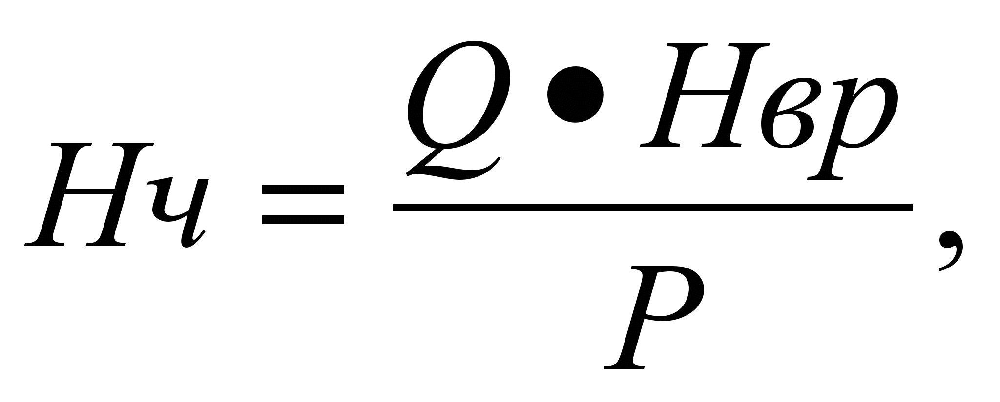 Q • Нвр
Нч = ,
P